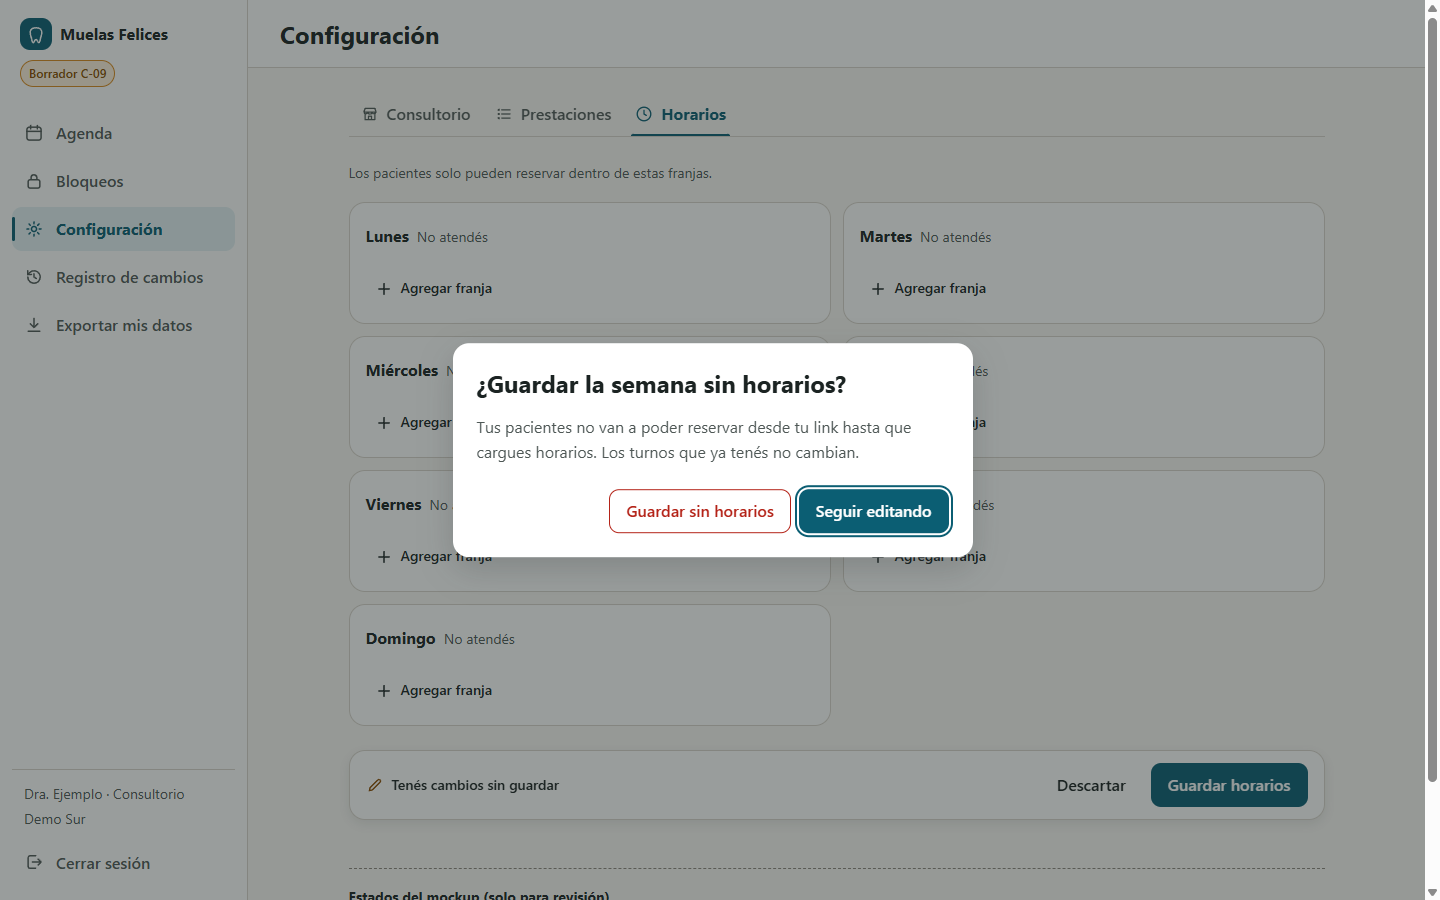 Muelas Felices
Borrador C-09
Agenda
Bloqueos
Configuración
Registro de cambios
Exportar mis datos
Dra. Ejemplo · Consultorio
Demo Sur
Cerrar sesión
Configuración
Consultorio
Prestaciones
Horarios
Los pacientes solo pueden reservar dentro de estas franjas.
Lunes No atendés
Agregar franja
Martes No atendés
Agregar franja
Miércoles
Agregar
¿Guardar la semana sin horarios?
Tus pacientes no van a poder reservar desde tu link hasta que
cargues horarios. Los turnos que ya tenés no cambian.
Guardar sin horarios
Seguir editando
Viernes No
Agregar franja
Agregar franja
Domingo No atendés
Agregar franja
Tenés cambios sin guardar
Descartar
Guardar horarios
Estados del mockup (solo para revisión)